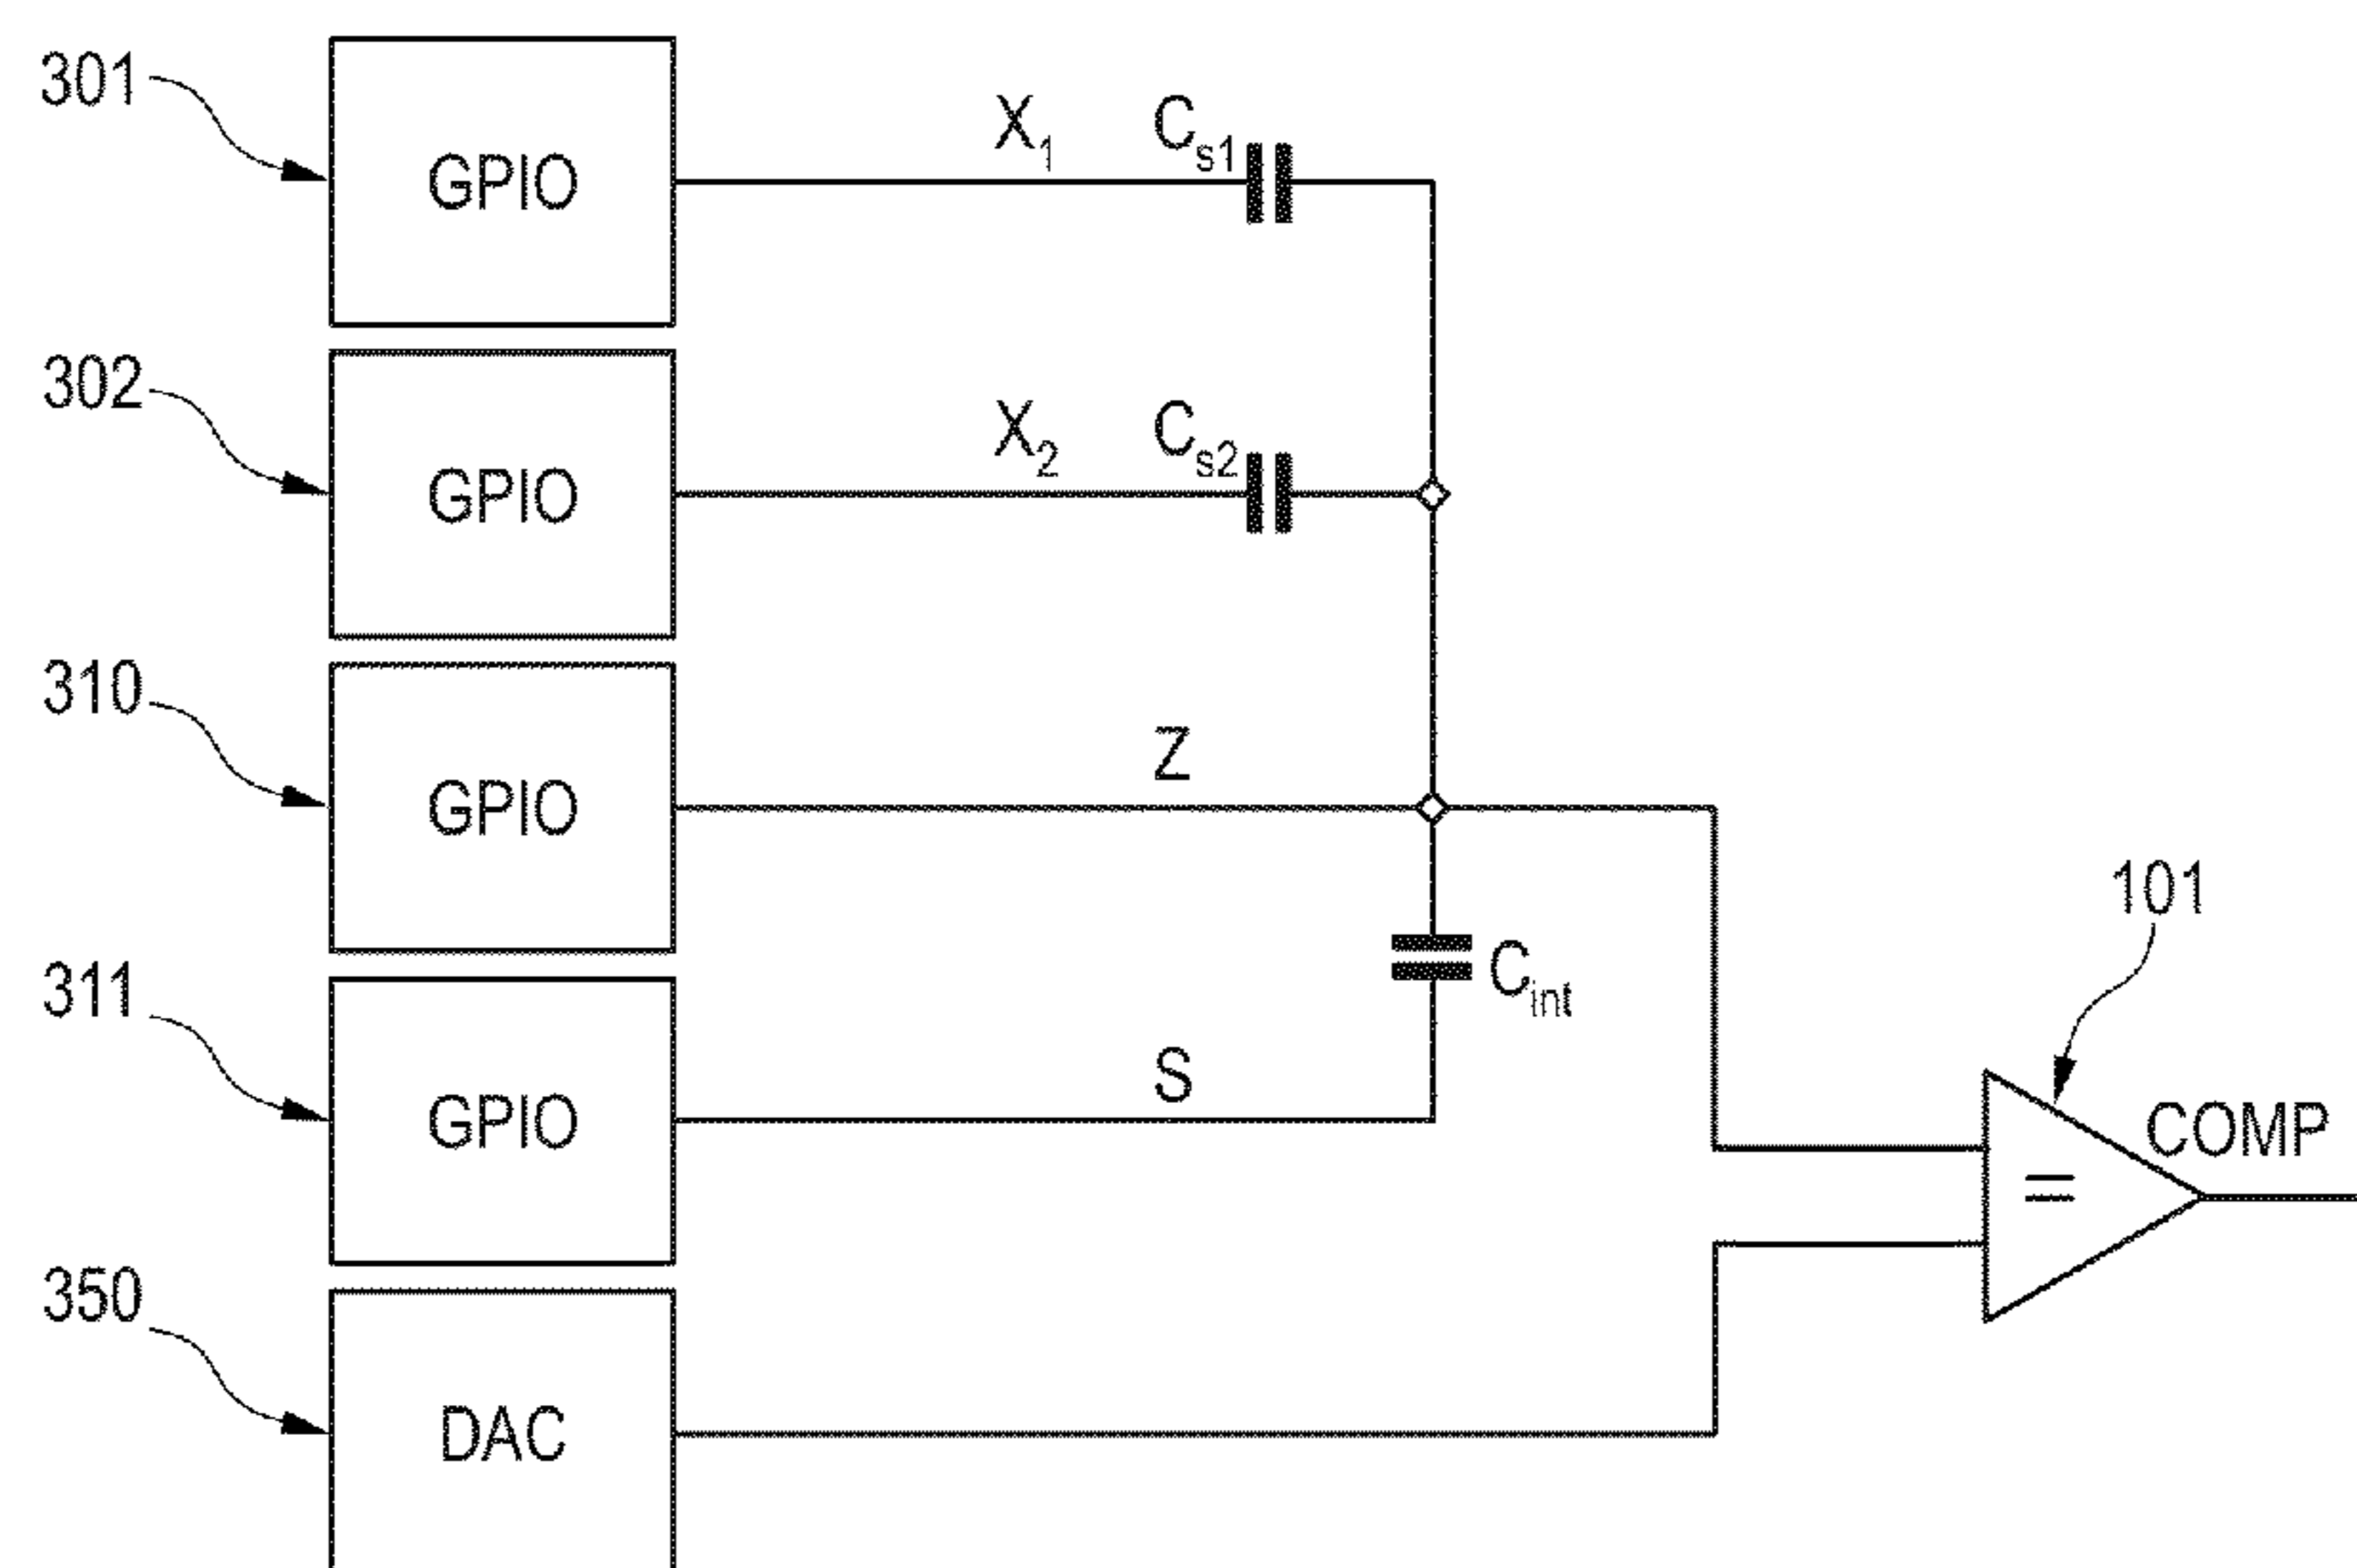 301
GPIO
X1
Cs1
302
GPIO
X2
Cs2
310
GPIO
Z
311
GPIO
Cint
S
101
COMP
=
350
DAC